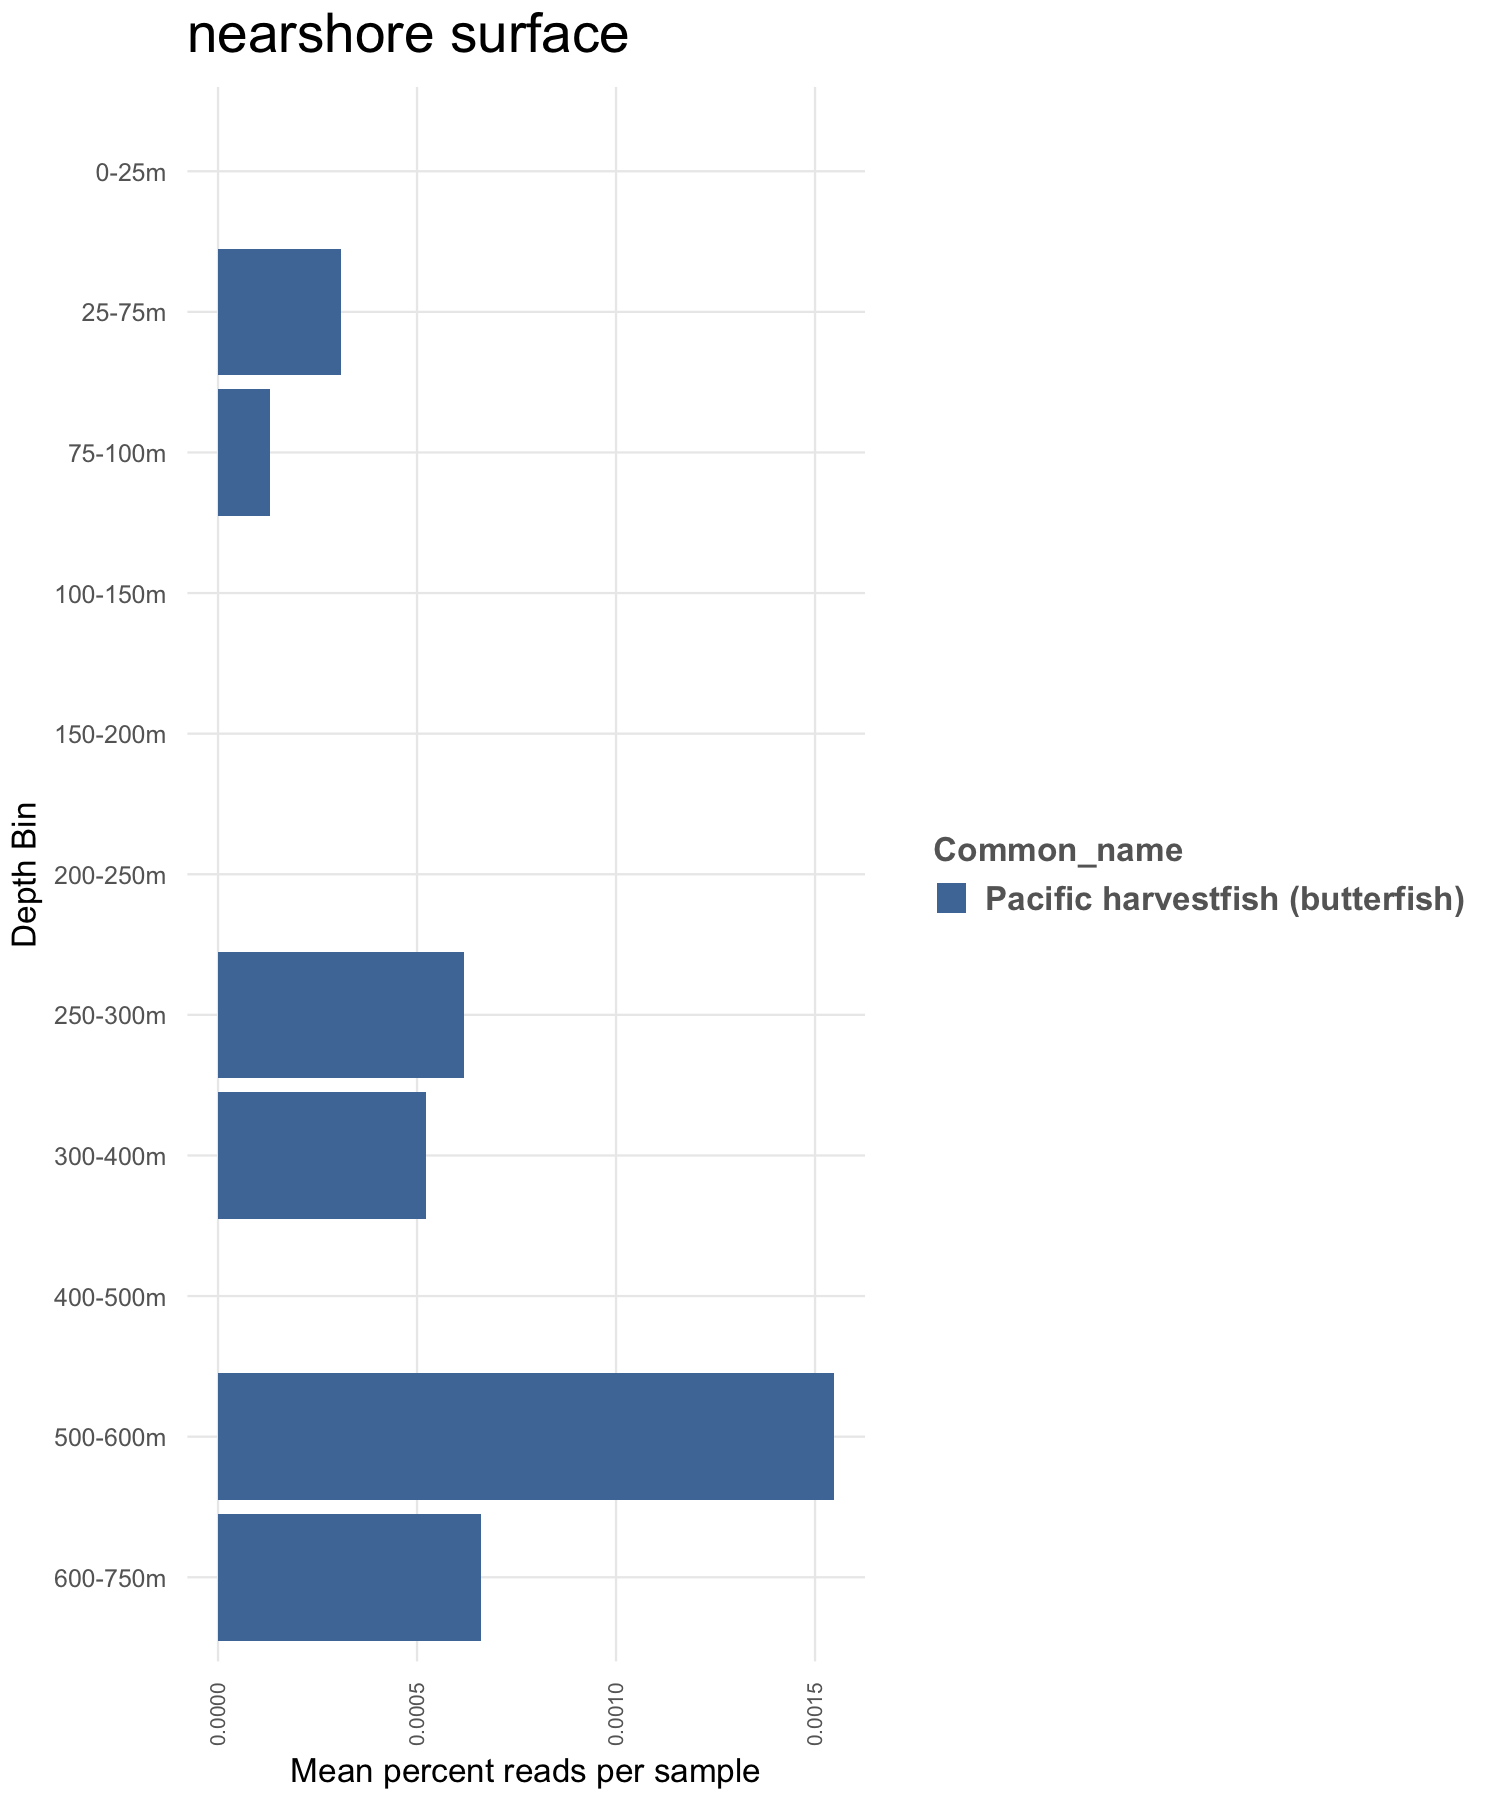 nearshore surface
0-25m
25-75m
75-100m
100-150m
150-200m
200-250m
250-300m
300-400m
400-500m
500-600m
600-750m
Depth Bin
0.0000
0.0005
0.0010
0.0015
Mean percent reads per sample
Common_name
Pacific harvestfish (butterfish)